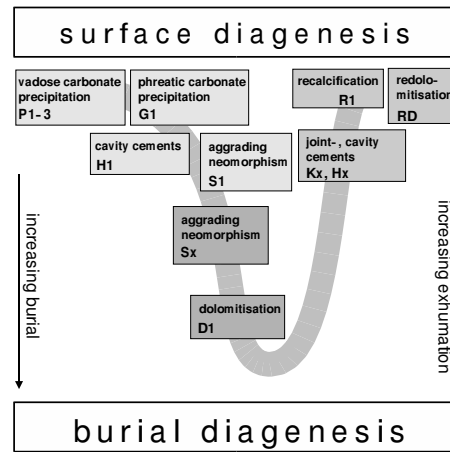 surface diagenesis
vadose carbonate
precipitation
P1-3
phreatic carbonate
precipitation
G1
recalcification
R1
redolo-
mitisation
RD
cavity cements
H1
aggrading
neomorphism
S1
joint-, cavity
cements
Kx, Hx
increasing burial
aggrading
neomorphism
Sx
increasing exhumation
dolomitisation
D1
burial diagenesis